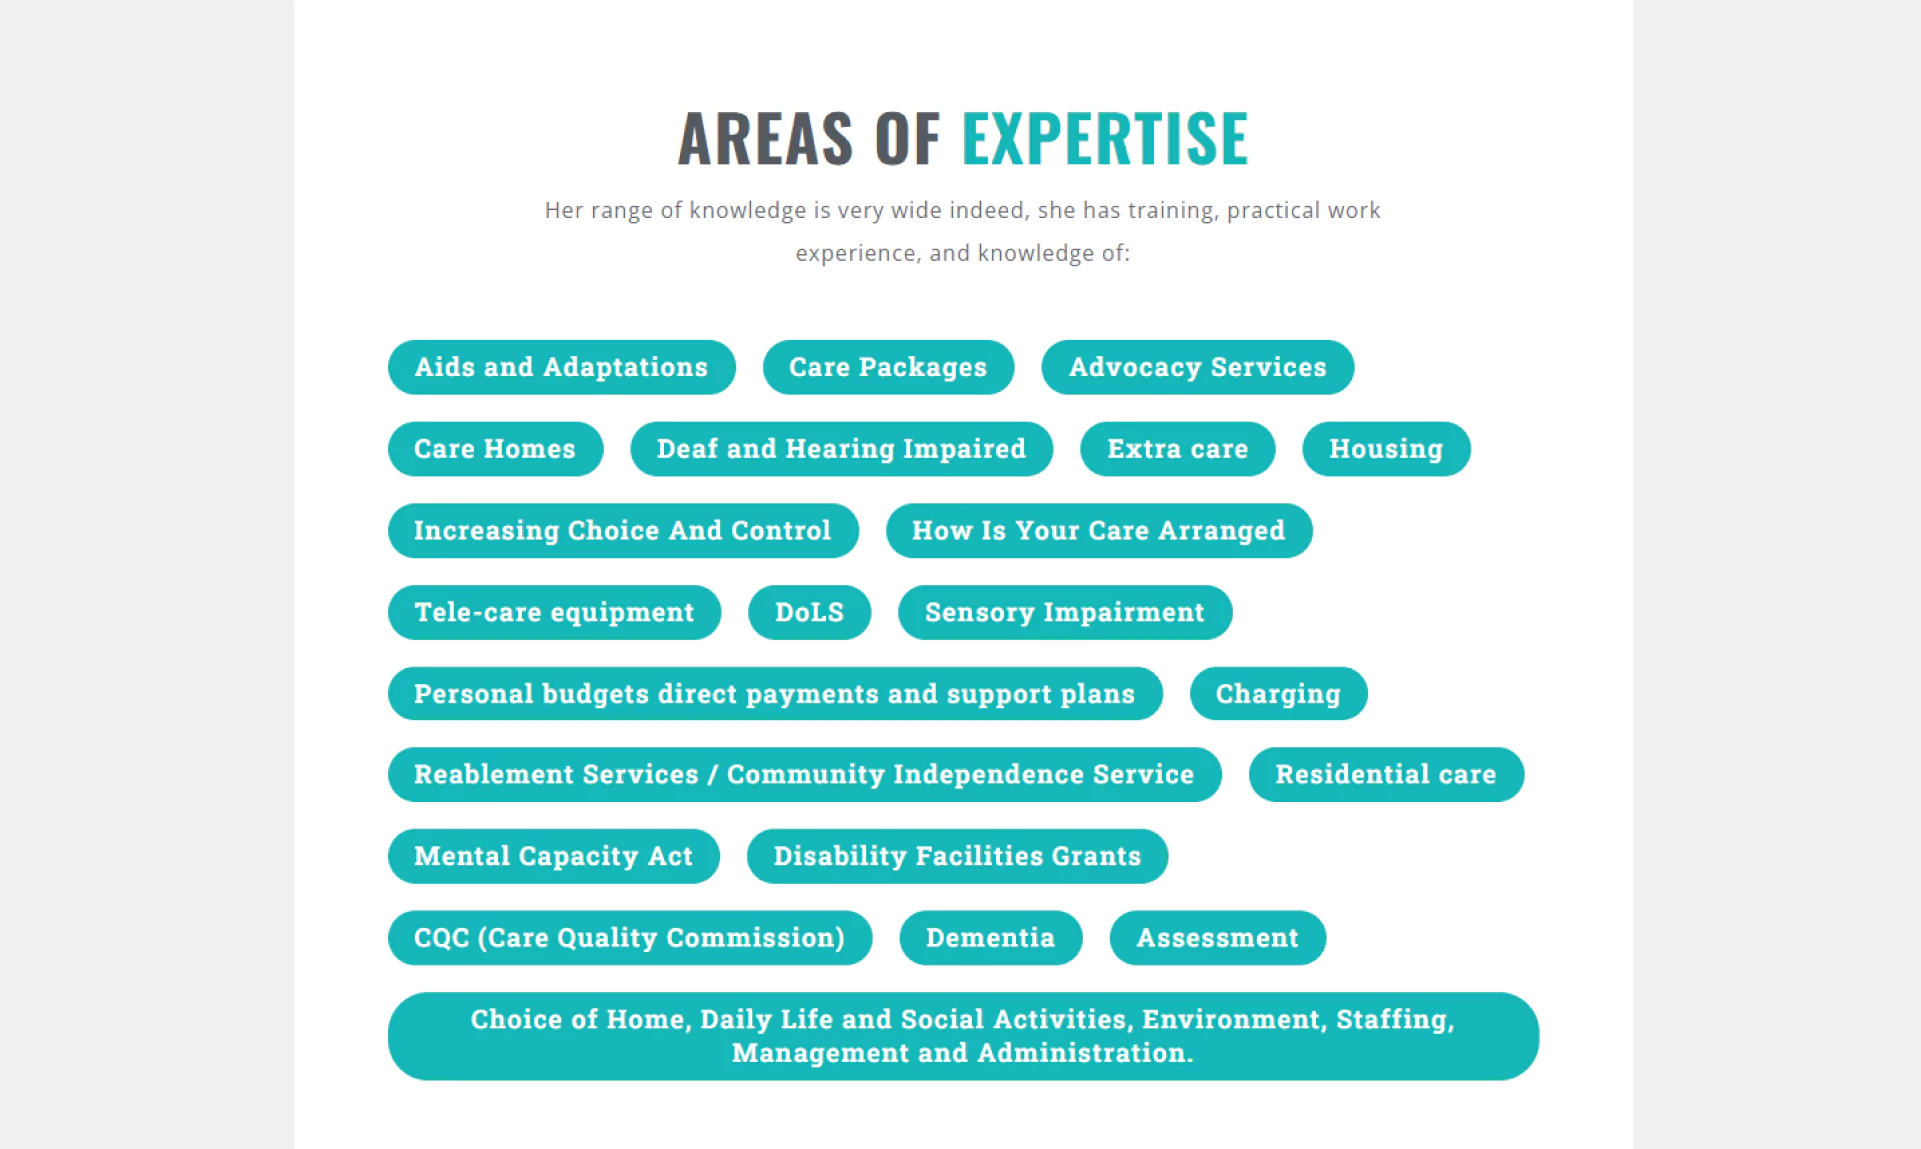 AREAS OF EXPERTISE
Her range of knowledge is very wide indeed, she has training, practical work
experience, and knowledge of:
Aids and Adaptations Care Packages Advocacy Services
Care Homes Deaf and Hearing Impaired Extra care Housing
Increasing Choice And Control How Is Your Care Arranged
Tele-care equipment DoLS Sensory Impairment
Personal budgets direct payments and support plans Charging
Reablement Services / Community Independence Service Residential care
Mental Capacity Act Disability Facilities Grants
CQC (Care Quality Commission) Dementia Assessment
Choice of Home, Daily Life and Social Activities, Environment, Staffing,
Management and Administration.